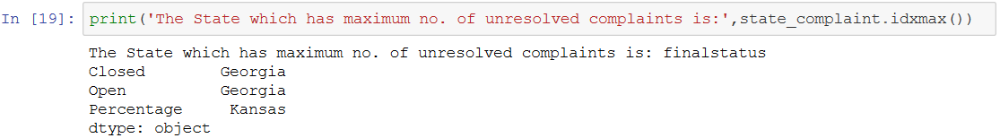 In [19]: print('The State which has maximum no. of unresolved complaints is:',state_complaint.idxmax())
The State which has maximum no. of unresolved complaints is: finalstatus
Closed Georgia
Open Georgia
Percentage Kansas
dtype: object